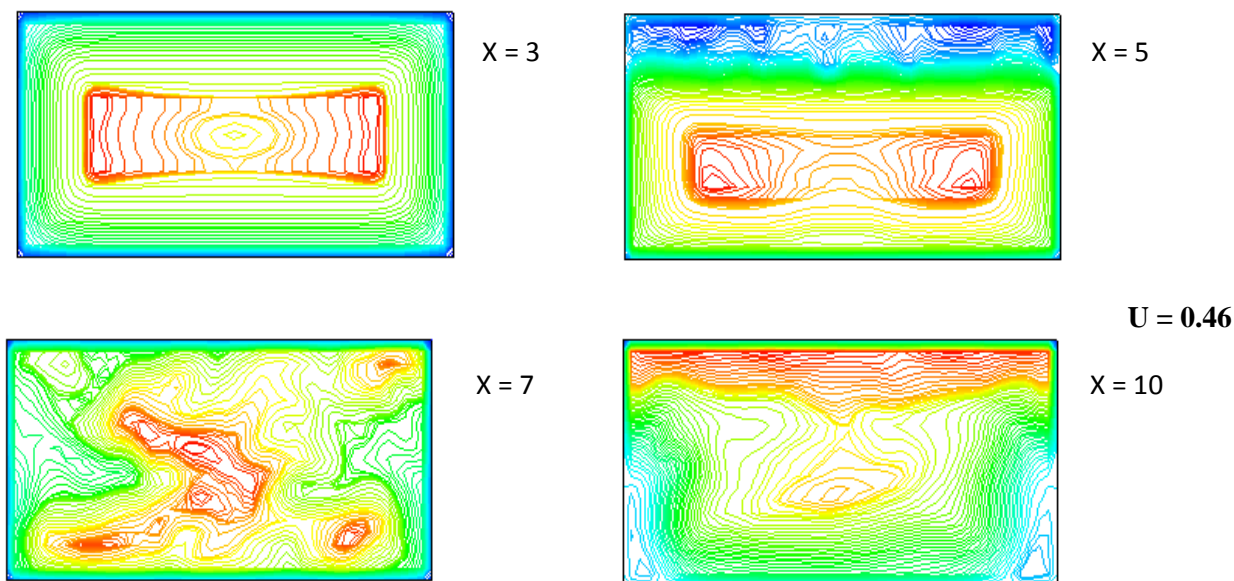 X = 3
X = 5
U = 0.46
X = 7
X = 10